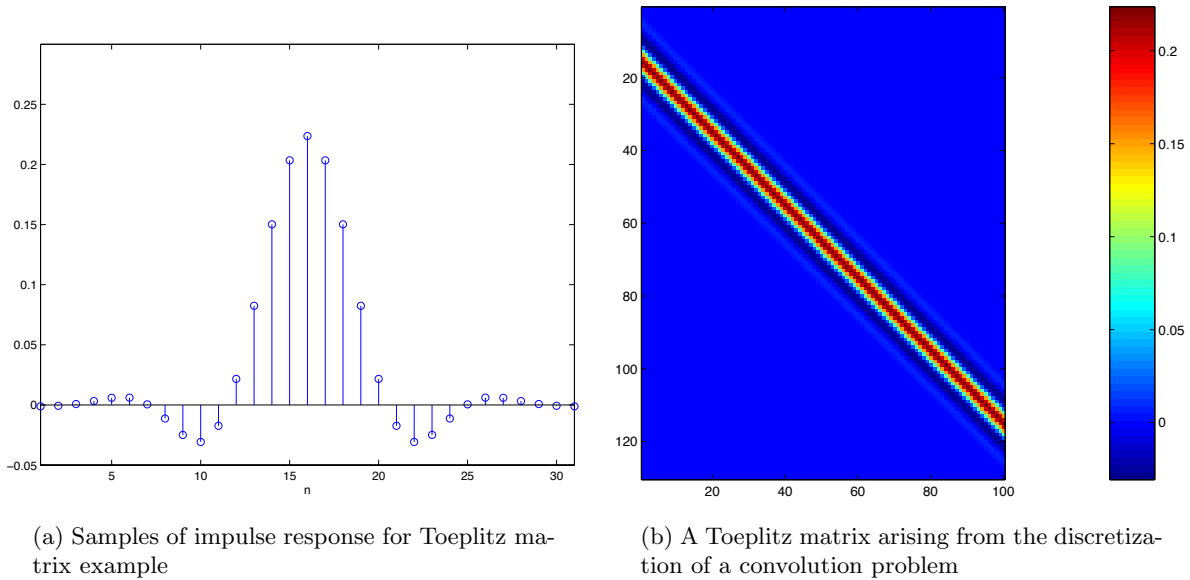 0.25
0.2
0.15
0.1
0.05
0
−0.05
5 10 15 20 25 30
n
20
40
60
80
100
120
20 40 60 80 100
0.2
0.15
0.1
0.05
0
(a) Samples of impulse response for Toeplitz ma-
trix example
(b) A Toeplitz matrix arising from the discretiza-
tion of a convolution problem